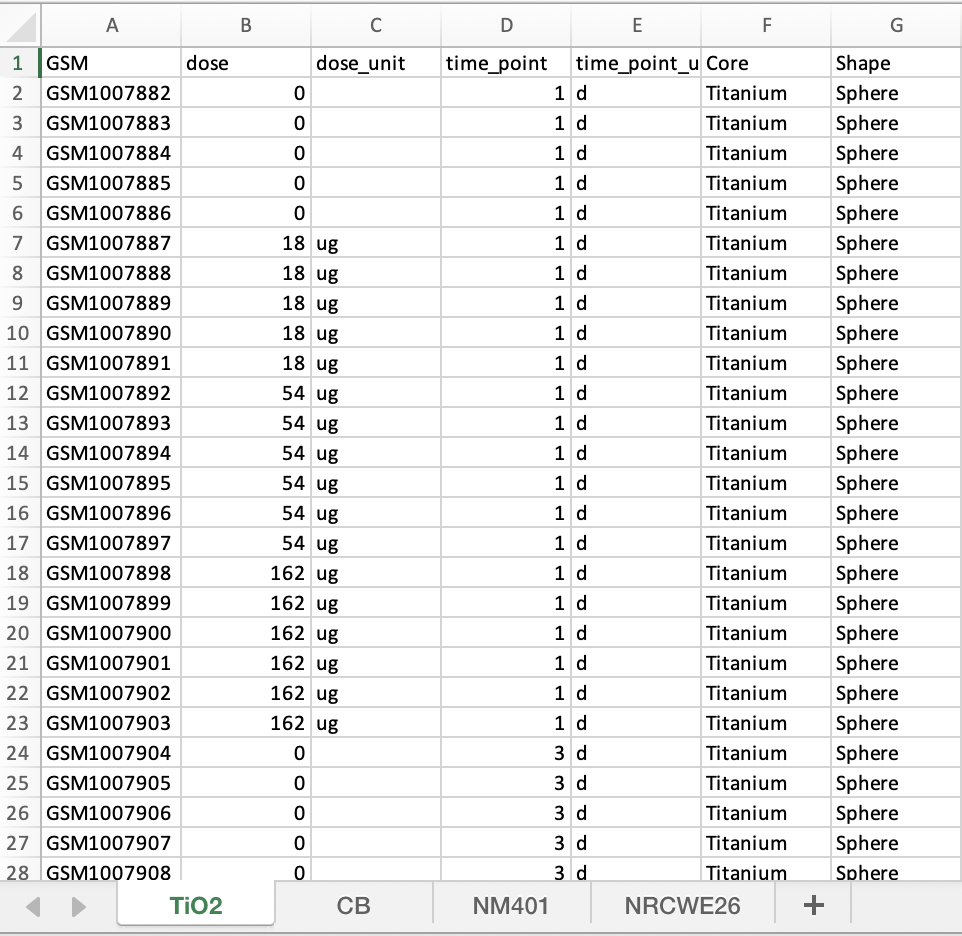 A B C D E F G
1 GSM dose dose_unit time_point time_point_u Core Shape
2 GSM1007882 0 1 d Titanium Sphere
3 GSM1007883 0 1 d Titanium Sphere
4 GSM1007884 0 1 d Titanium Sphere
5 GSM1007885 0 1 d Titanium Sphere
6 GSM1007886 0 1 d Titanium Sphere
7 GSM1007887 18 ug 1 d Titanium Sphere
8 GSM1007888 18 ug 1 d Titanium Sphere
9 GSM1007889 18 ug 1 d Titanium Sphere
10 GSM1007890 18 ug 1 d Titanium Sphere
11 GSM1007891 18 ug 1 d Titanium Sphere
12 GSM1007892 54 ug 1 d Titanium Sphere
13 GSM1007893 54 ug 1 d Titanium Sphere
14 GSM1007894 54 ug 1 d Titanium Sphere
15 GSM1007895 54 ug 1 d Titanium Sphere
16 GSM1007896 54 ug 1 d Titanium Sphere
17 GSM1007897 54 ug 1 d Titanium Sphere
18 GSM1007898 162 ug 1 d Titanium Sphere
19 GSM1007899 162 ug 1 d Titanium Sphere
20 GSM1007900 162 ug 1 d Titanium Sphere
21 GSM1007901 162 ug 1 d Titanium Sphere
22 GSM1007902 162 ug 1 d Titanium Sphere
23 GSM1007903 162 ug 1 d Titanium Sphere
24 GSM1007904 0 3 d Titanium Sphere
25 GSM1007905 0 3 d Titanium Sphere
26 GSM1007906 0 3 d Titanium Sphere
27 GSM1007907 0 3 d Titanium Sphere
28 GSM1007908 0 3 d Titanium Sphere
TiO2 CB NM401 NRCWE26 +